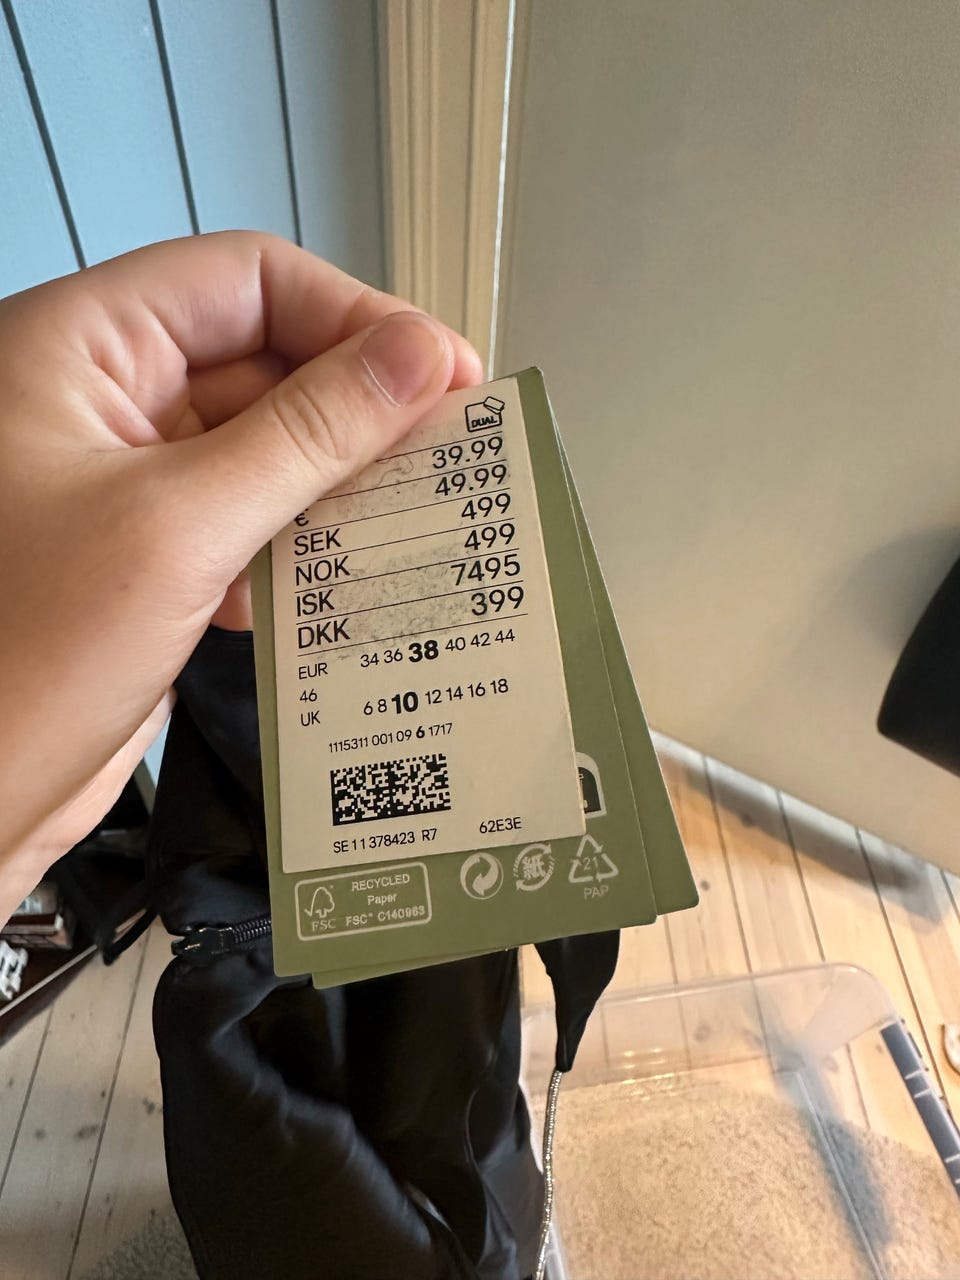 DUAL
39.99
€ 49.99
SEK 499
NOK 499
ISK 7495
DKK 399
EUR 34 36 38 40 42 44
46
UK 6 8 10 12 14 16 18
1115311 001 09 6 1717
SE 11 378423 R7 62E3E
FSC
RECYCLED
Paper
FSC™ C140963
紙
21
PAP